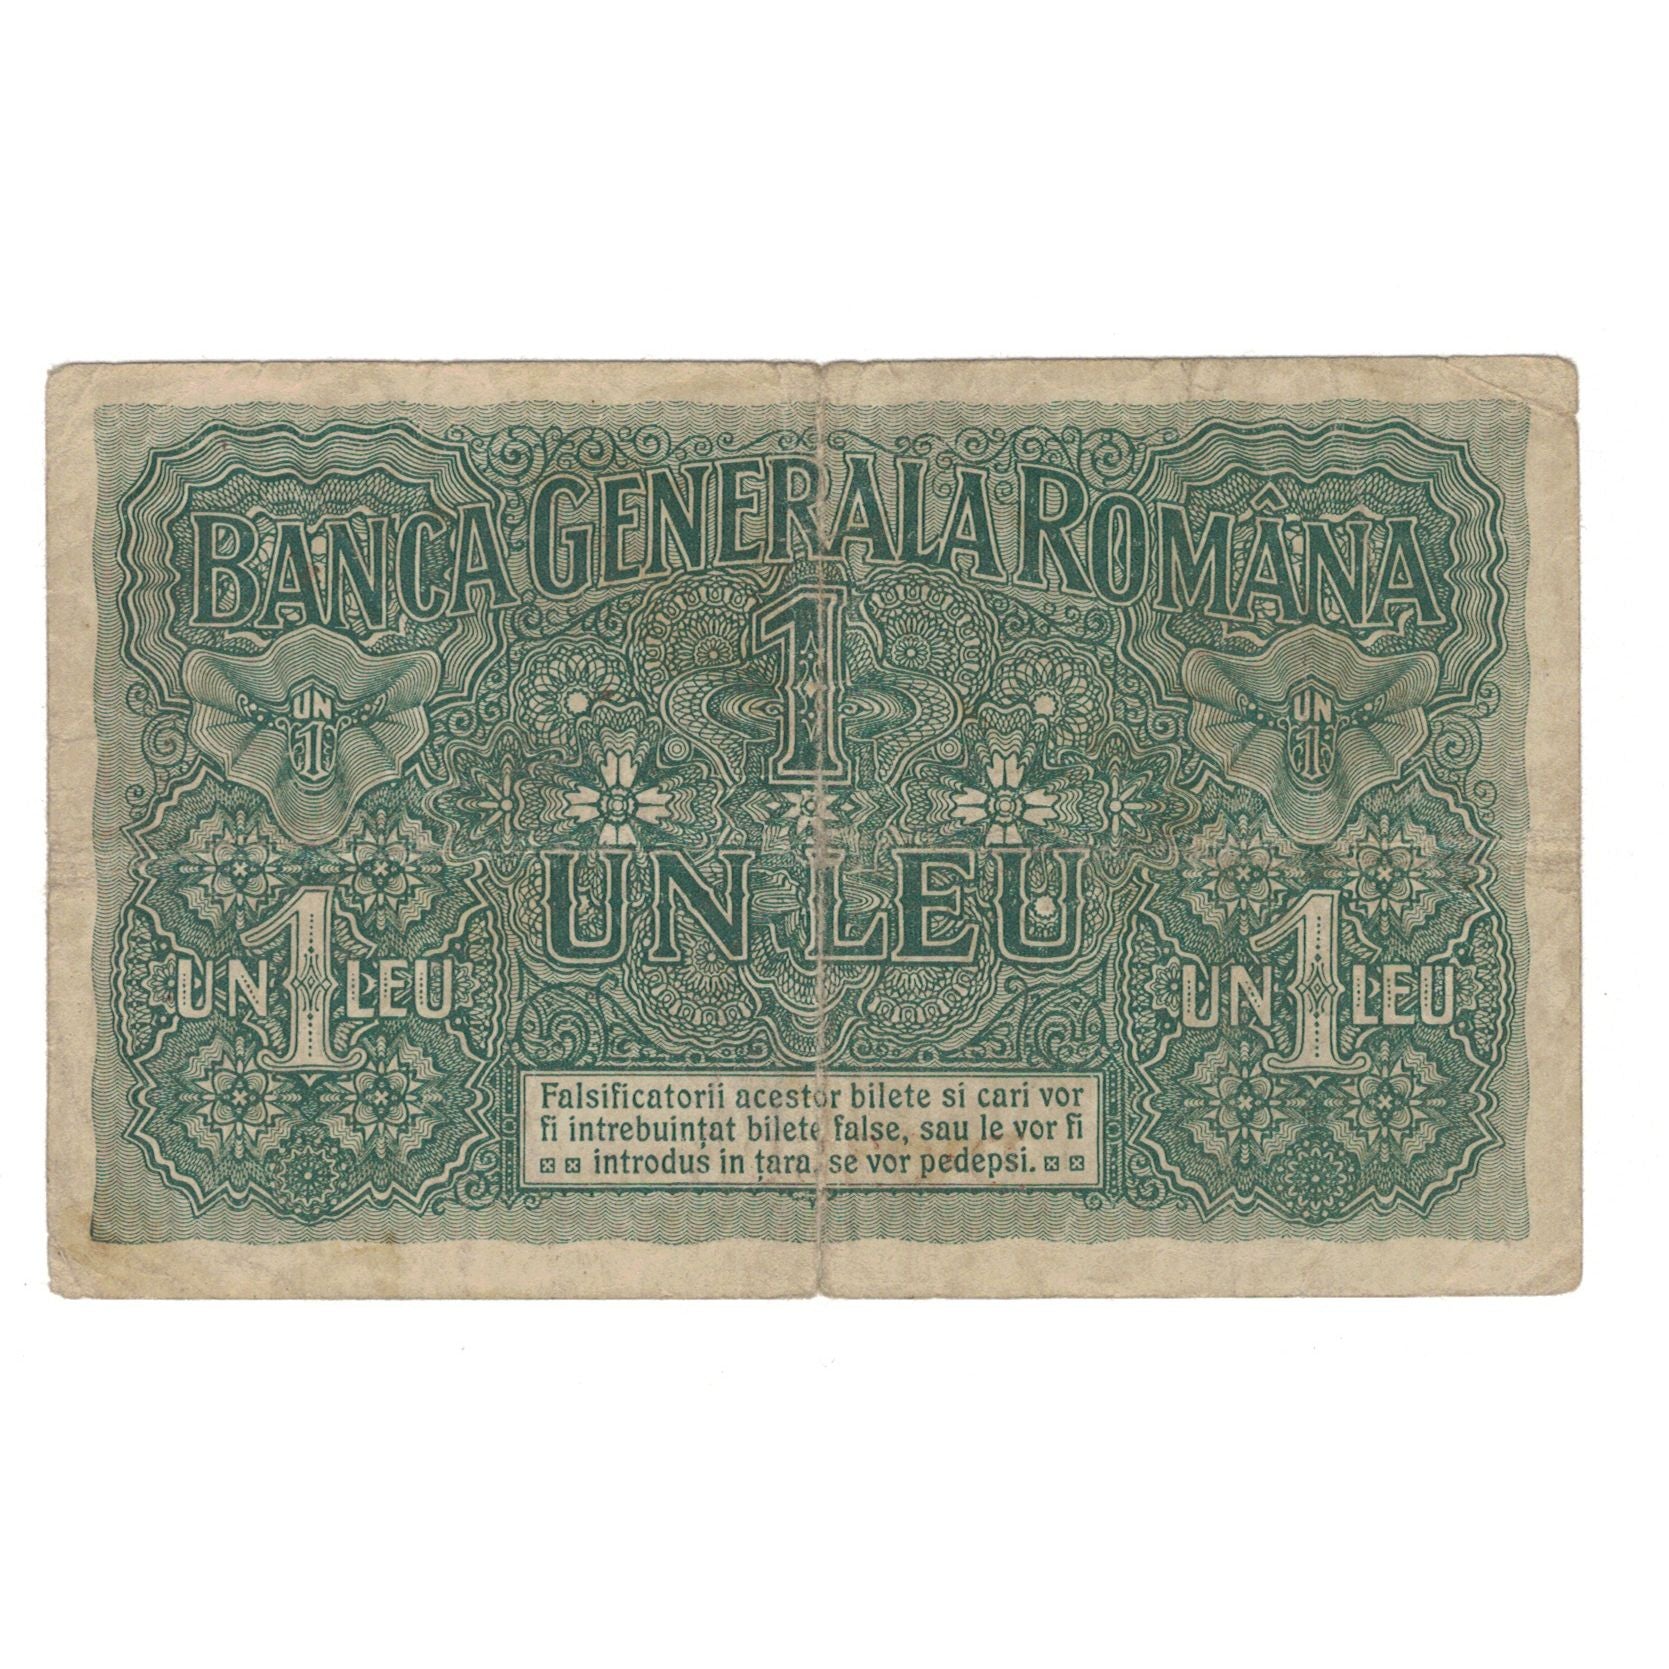 BANCA GENERALA ROMÂNA
1
UN
1
UN
1
UN LEU
UN 1 LEU
UN 1 LEU
Falsificatorii acestor bilete si cari vor
fi intrebuințat bilete false, sau le vor fi
introdus in țara, se vor pedepsi.